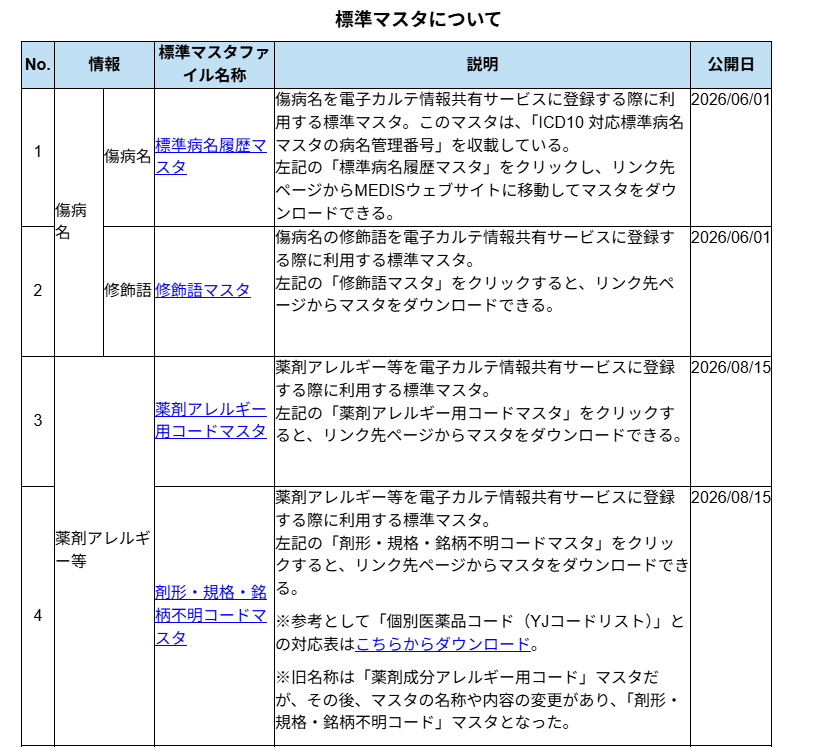 標準マスタについて
No.
情報
標準マスタファ
イル名称
説明
公開日
1
傷病
名
傷病名
標準病名履歴マ
スタ
傷病名を電子カルテ情報共有サービスに登録する際に利
用する標準マスタ。このマスタは、「ICD10 対応標準病名
マスタの病名管理番号」を収載している。
左記の「標準病名履歴マスタ」をクリックし、リンク先
ページからMEDISウェブサイトに移動してマスタをダウ
ンロードできる。
2026/06/01
2
修飾語
修飾語マスタ
傷病名の修飾語を電子カルテ情報共有サービスに登録す
る際に利用する標準マスタ。
左記の「修飾語マスタ」をクリックすると、リンク先ペ
ージからマスタをダウンロードできる。
2026/06/01
3
薬剤アレルギ
ー等
薬剤アレルギー
用コードマスタ
薬剤アレルギー等を電子カルテ情報共有サービスに登録
する際に利用する標準マスタ。
左記の「薬剤アレルギー用コードマスタ」をクリックす
ると、リンク先ページからマスタをダウンロードできる。
2026/08/15
4
剤形・規格・銘
柄不明コードマ
スタ
薬剤アレルギー等を電子カルテ情報共有サービスに登録
する際に利用する標準マスタ。
左記の「剤形・規格・銘柄不明コードマスタ」をクリッ
クすると、リンク先ページからマスタをダウンロードでき
る。
※参考として「個別医薬品コード（YJコードリスト）」と
の対応表はこちらからダウンロード。
※旧名称は「薬剤成分アレルギー用コード」マスタだ
が、その後、マスタの名称や内容の変更があり、「剤形・
規格・銘柄不明コード」マスタとなった。
2026/08/15